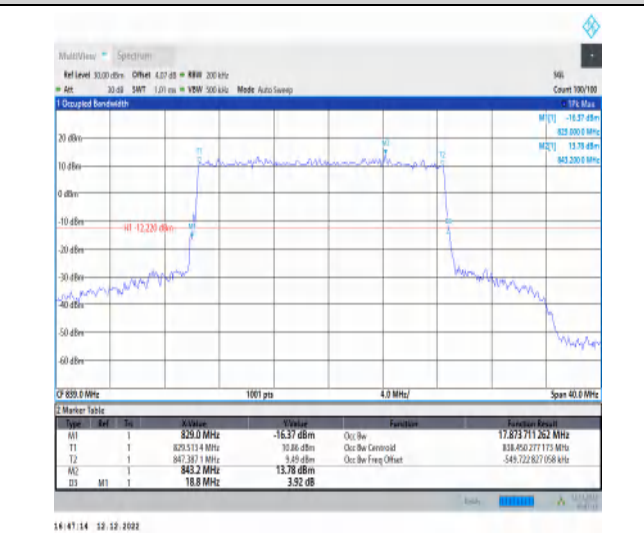 MultiView Spectrum
Ref Level 30.00 dBm Offset 4.07 dB RBW 200 kHz SGL
Att 30 dB SWT 1.01 ms VBW 500 kHz Mode Auto Sweep Count 100/100
1 Occupied Bandwidth 1Pk Max
M1[1] -16.37 dBm
829.0000 MHz
M2[1] 13.78 dBm
843.2000 MHz
20 dBm
T1 M2 T2
10 dBm
0 dBm
-10 dBm
H1 -12.220 dBm M1 D3
-20 dBm
-30 dBm
-40 dBm
-50 dBm
-60 dBm
CF 839.0 MHz 1001 pts 4.0 MHz/ Span 40.0 MHz
2 Marker Table
Type Ref Trc X-Value Y-Value Function Function Result
M1 1 829.0 MHz -16.37 dBm Occ Bw 17.873 711 262 MHz
T1 1 829.5134 MHz 10.86 dBm Occ Bw Centroid 838.450 277 175 MHz
T2 1 847.3871 MHz 9.49 dBm Occ Bw Freq Offset -549.722 827 058 kHz
M2 1 843.2 MHz 13.78 dBm
D3 M1 1 18.8 MHz 3.92 dB
16:47:14 12.12.2022